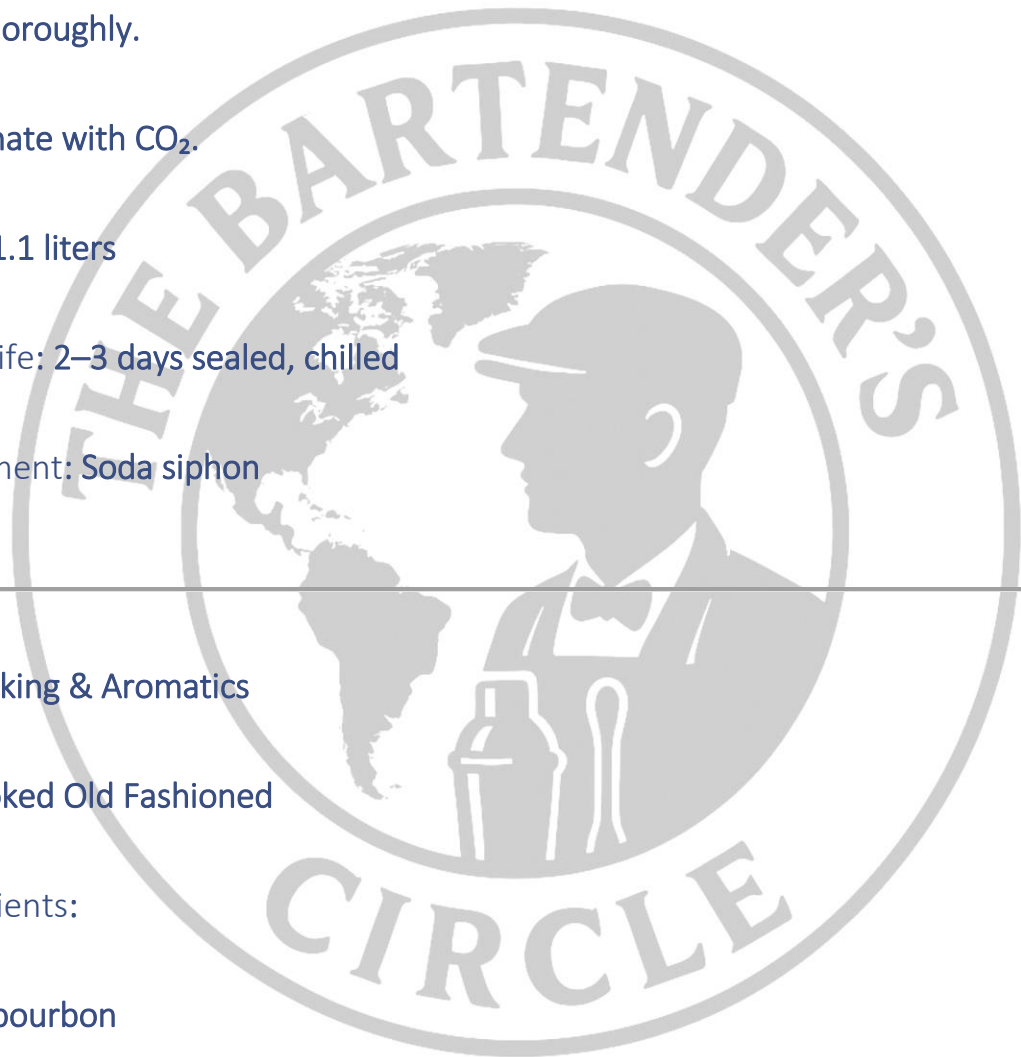 oroughly.
nate with CO₂.
1.1 liters
ife: 2–3 days sealed, chilled
nent: Soda siphon
king & Aromatics
oked Old Fashioned
ients:
bourbon
THE BARTENDER'S
CIRCLE